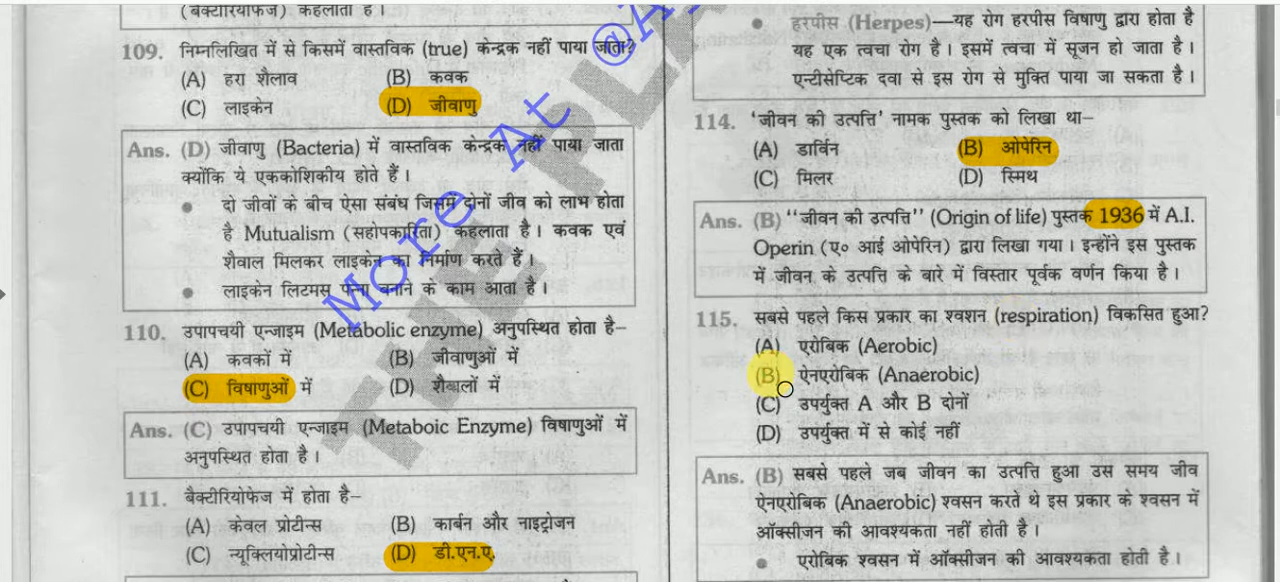 (बैक्टीरियोफेज) कहलाता है।
109. निम्नलिखित में से किसमें वास्तविक (true) केन्द्रक नहीं पाया जाता?
(A) हरा शैलाव (B) कवक
(C) लाइकेन (D) जीवाणु
Ans. (D) जीवाणु (Bacteria) में वास्तविक केन्द्रक नहीं पाया जाता
क्योंकि ये एककोशिकीय होते हैं।
● दो जीवों के बीच ऐसा संबंध जिसमें दोनों जीव को लाभ होता
है Mutualism (सहोपकारिता) कहलाता है। कवक एवं
शैवाल मिलकर लाइकेन का निर्माण करते हैं।
● लाइकेन लिटमस पन्ना बनाने के काम आता है।
110. उपापचयी एन्जाइम (Metabolic enzyme) अनुपस्थित होता है–
(A) कवकों में (B) जीवाणुओं में
(C) विषाणुओं में (D) शैवालों में
Ans. (C) उपापचयी एन्जाइम (Metaboic Enzyme) विषाणुओं में
अनुपस्थित होता है।
111. बैक्टीरियोफेज में होता है–
(A) केवल प्रोटीन्स (B) कार्बन और नाइट्रोजन
(C) न्यूक्लियोप्रोटीन्स (D) डी.एन.ए.
● हरपीस (Herpes)—यह रोग हरपीस विषाणु द्वारा होता है
यह एक त्वचा रोग है। इसमें त्वचा में सूजन हो जाता है।
एन्टीसेप्टिक दवा से इस रोग से मुक्ति पाया जा सकता है।
114. 'जीवन की उत्पत्ति' नामक पुस्तक को लिखा था–
(A) डार्विन (B) ओपेरिन
(C) मिलर (D) स्मिथ
Ans. (B) "जीवन की उत्पत्ति" (Origin of life) पुस्तक 1936 में A.I.
Operin (ए० आई ओपेरिन) द्वारा लिखा गया। इन्होंने इस पुस्तक
में जीवन के उत्पत्ति के बारे में विस्तार पूर्वक वर्णन किया है।
115. सबसे पहले किस प्रकार का श्वशन (respiration) विकसित हुआ?
(A) एरोबिक (Aerobic)
(B) ऐनएरोबिक (Anaerobic)
(C) उपर्युक्त A और B दोनों
(D) उपर्युक्त में से कोई नहीं
Ans. (B) सबसे पहले जब जीवन का उत्पत्ति हुआ उस समय जीव
ऐनएरोबिक (Anaerobic) श्वसन करते थे इस प्रकार के श्वसन में
ऑक्सीजन की आवश्यकता नहीं होती है।
● एरोबिक श्वसन में ऑक्सीजन की आवश्यकता होती है।
More At
THE